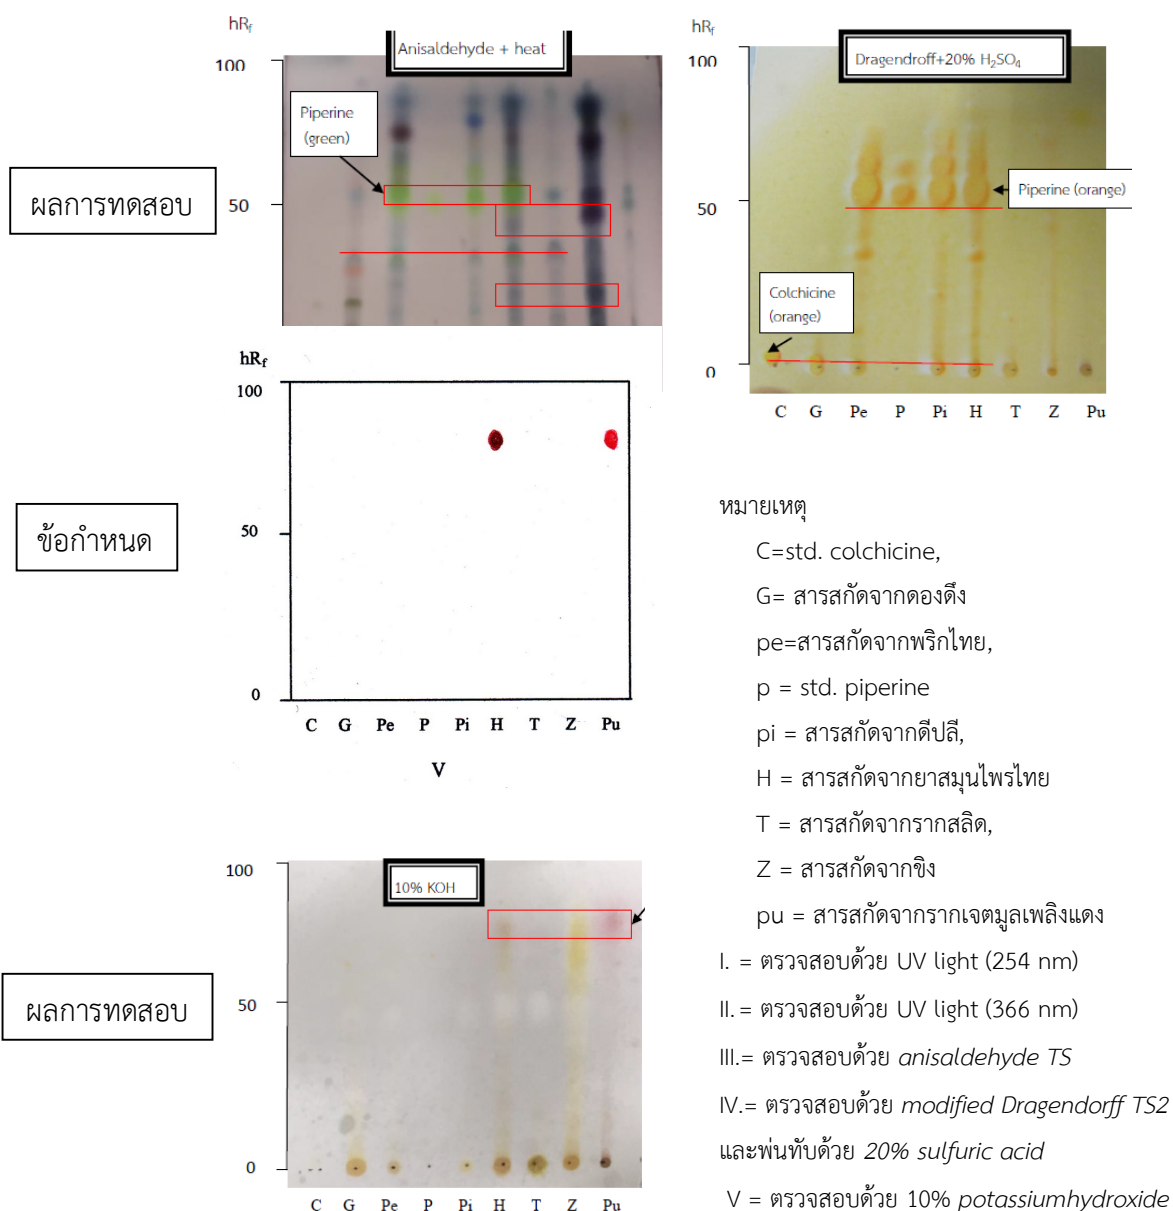 hRf
Anisaldehyde + heat
100
Piperine
(green)
ผลการทดสอบ
50
hRf
100
Dragendroff+20% H₂SO₄
Piperine (orange)
50
Colchicine
(orange)
0
C G Pe P Pi H T Z Pu
hRf
100
ข้อกำหนด
50
0
C G Pe P Pi H T Z Pu
V
100
10% KOH
ผลการทดสอบ
50
0
C G Pe P Pi H T Z Pu
หมายเหตุ
C=std. colchicine,
G= สารสกัดจากดองดึง
pe=สารสกัดจากพริกไทย,
p = std. piperine
pi = สารสกัดจากดีปลี,
H = สารสกัดจากยาสมุนไพรไทย
T = สารสกัดจากรากสลิด,
Z = สารสกัดจากขิง
pu = สารสกัดจากรากเจตมูลเพลิงแดง
I. = ตรวจสอบด้วย UV light (254 nm)
II. = ตรวจสอบด้วย UV light (366 nm)
III.= ตรวจสอบด้วย anisaldehyde TS
IV.= ตรวจสอบด้วย modified Dragendorff TS2
และพ่นทับด้วย 20% sulfuric acid
V = ตรวจสอบด้วย 10% potassiumhydroxide